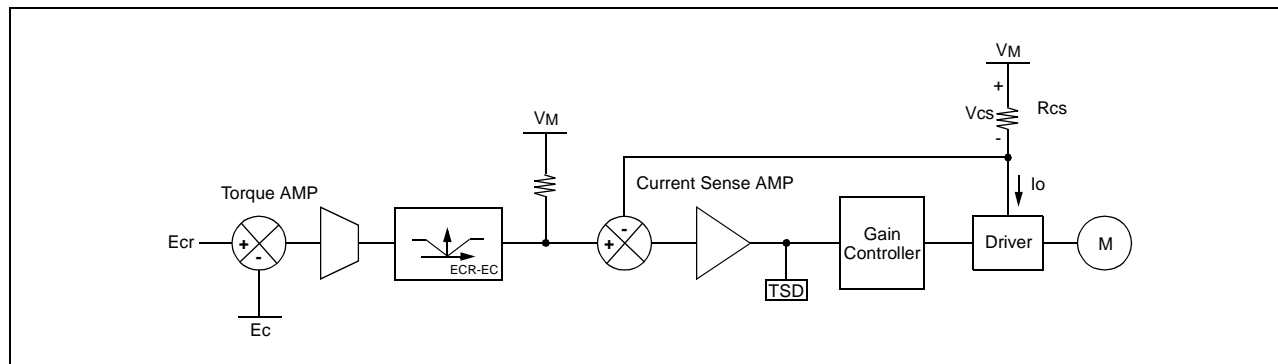 VM
+
Vcs
Rcs
-
VM
Io
Torque AMP
Current Sense AMP
Ecr
+
-
ECR-EC
+
-
Gain
Controller
Driver
M
TSD
Ec